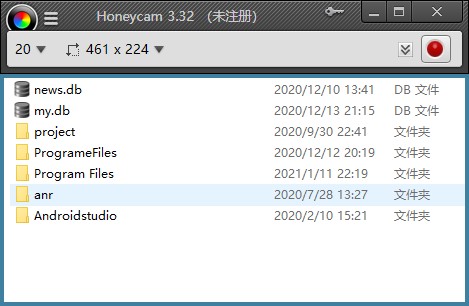 Honeycam 3.32 （未注册）
20 461 x 224
news.db 2020/12/10 13:41 DB 文件
my.db 2020/12/13 21:15 DB 文件
project 2020/9/30 22:41 文件夹
ProgrameFiles 2020/12/12 20:19 文件夹
Program Files 2021/1/11 22:19 文件夹
anr 2020/7/28 13:27 文件夹
Androidstudio 2020/2/10 15:21 文件夹